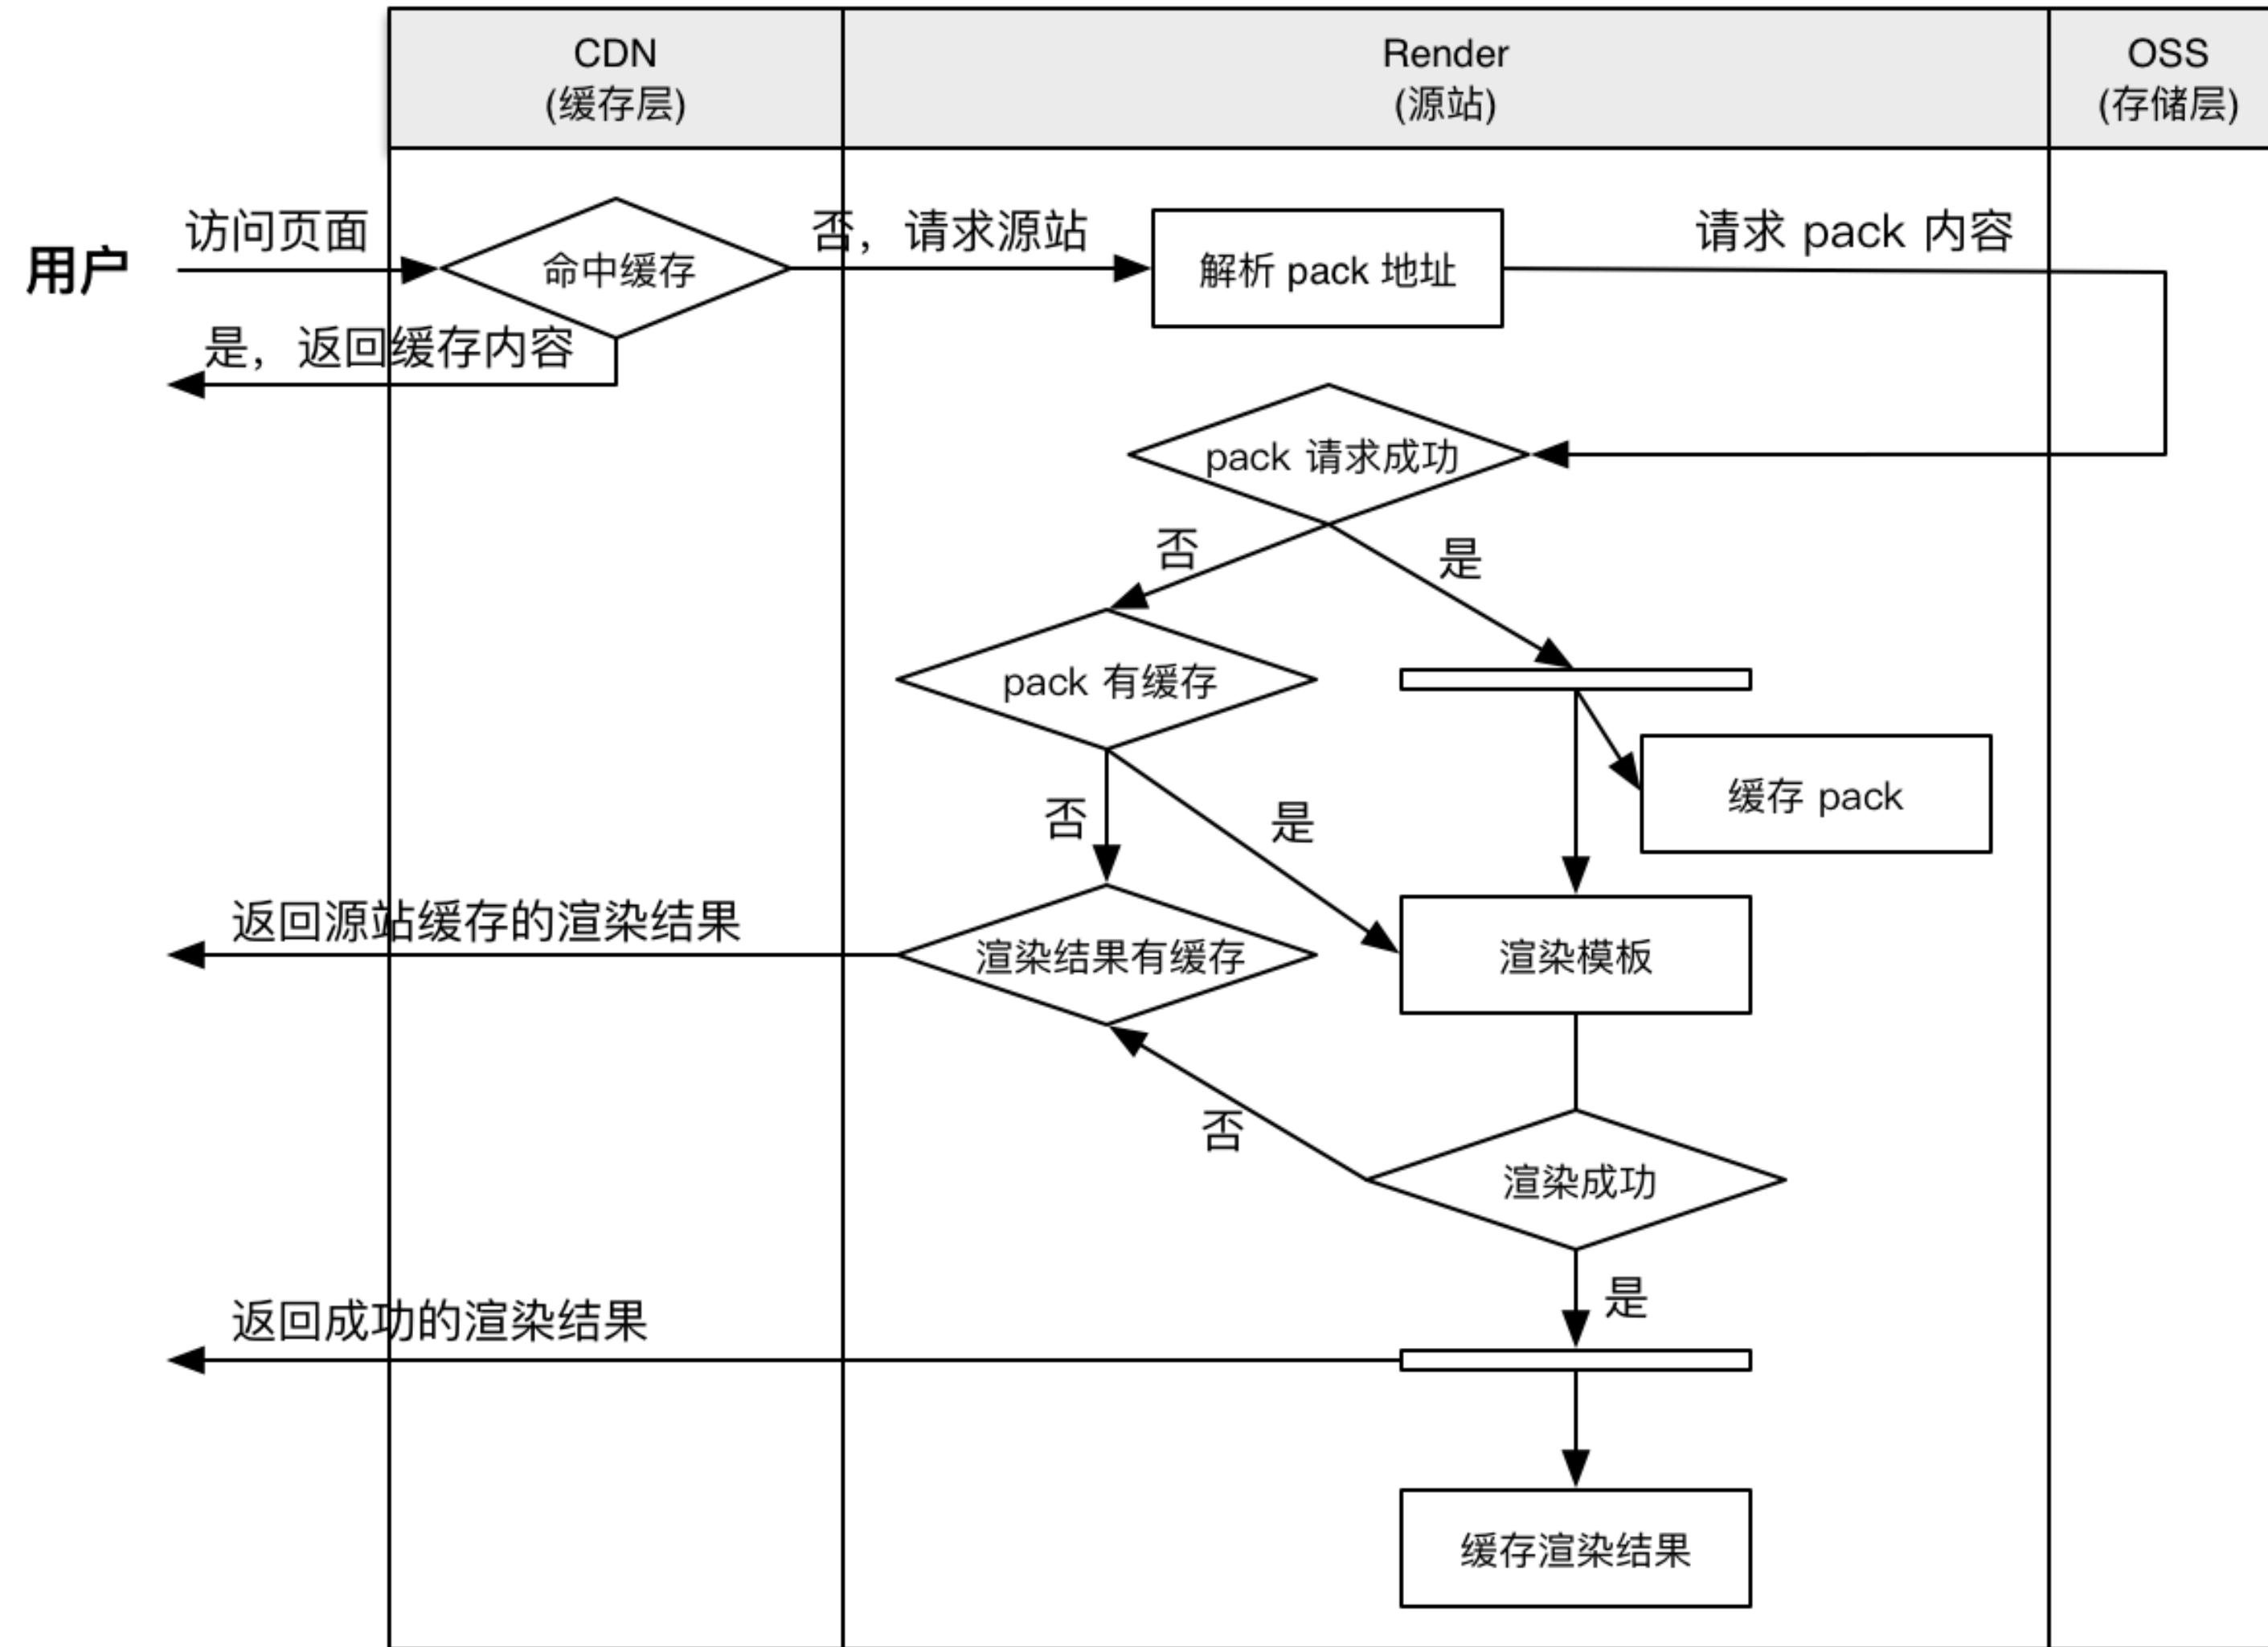 CDN
(缓存层)
Render
(源站)
OSS
(存储层)
用户
访问页面
命中缓存
否，请求源站
解析 pack 地址
请求 pack 内容
是，返回缓存内容
pack 请求成功
否
是
pack 有缓存
缓存 pack
否
是
返回源站缓存的渲染结果
渲染结果有缓存
渲染模板
否
渲染成功
是
返回成功的渲染结果
缓存渲染结果